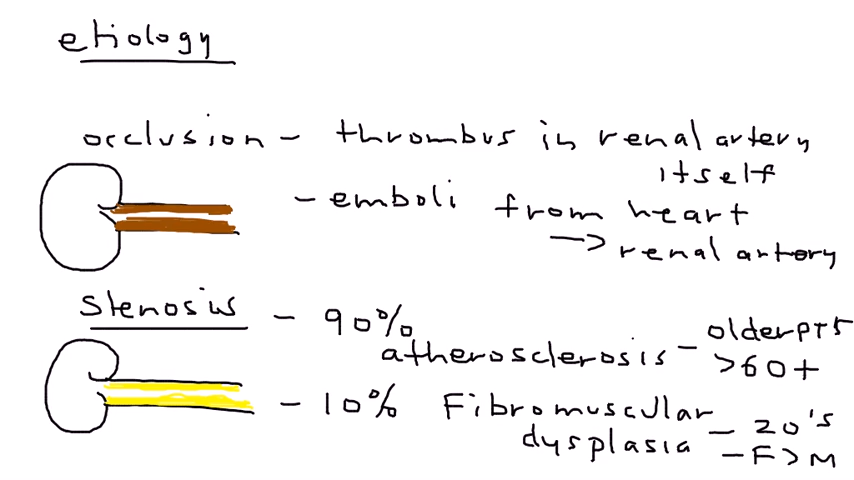 etiology
occlusion - thrombus in renal artery
itself
- emboli from heart
-> renal artory
Stenosis - 90%
atherosclerosis - older pts
>60+
- 10% Fibromuscular
dysplasia - 20's
- F>M